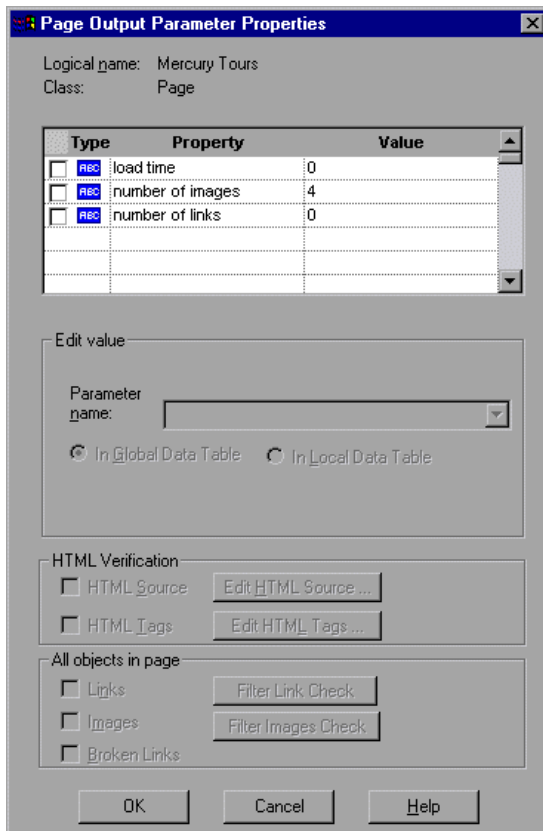 Page Output Parameter Properties
Logical name: Mercury Tours
Class: Page
Type Property Value
ABC load time 0
ABC number of images 4
ABC number of links 0
Edit value
Parameter
name:
In Global Data Table In Local Data Table
HTML Verification
HTML Source Edit HTML Source ...
HTML Tags Edit HTML Tags ...
All objects in page
Links Filter Link Check
Images Filter Images Check
Broken Links
OK Cancel Help